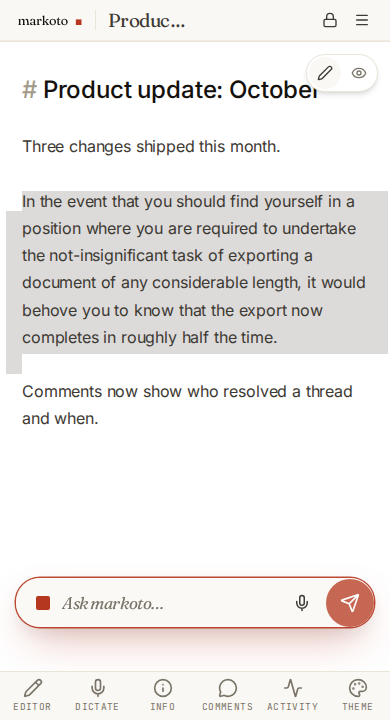 markoto
Produc...
# Product update: October
Three changes shipped this month.
In the event that you should find yourself in a
position where you are required to undertake
the not-insignificant task of exporting a
document of any considerable length, it would
behove you to know that the export now
completes in roughly half the time.
Comments now show who resolved a thread
and when.
Ask markoto...
EDITOR DICTATE INFO COMMENTS ACTIVITY THEME